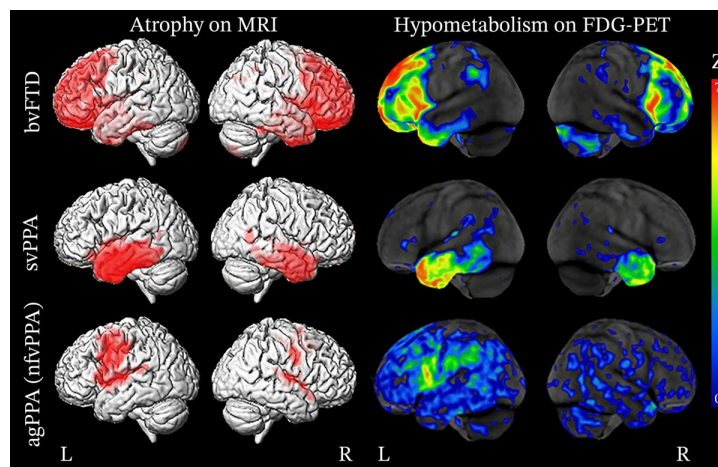 Atrophy on MRI
Hypometabolism on FDG-PET
Z
bvFTD
svPPA
agPPA (nfvPPA)
L
R
L
R